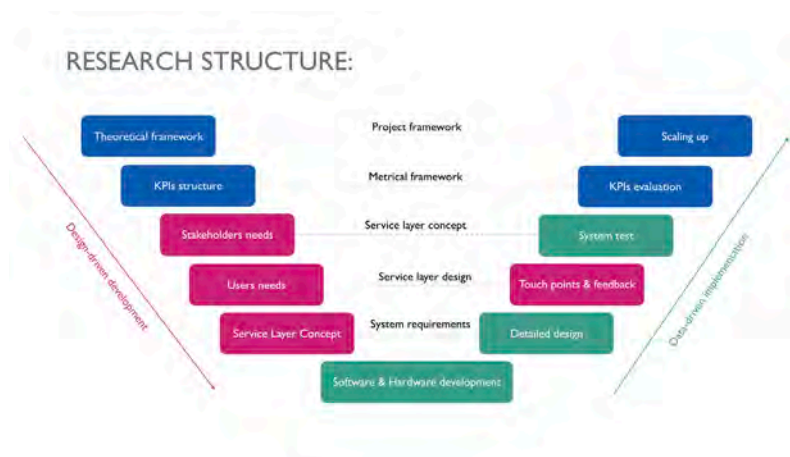 RESEARCH STRUCTURE:
Theoretical framework
Project framework
Scaling up
KPIs structure
Metrical framework
KPIs evaluation
Stakeholders needs
Service layer concept
System test
Users needs
Service layer design
Touch points & feedback
Service Layer Concept
System requirements
Detailed design
Software & Hardware development
Design-driven development
Data-driven implementation